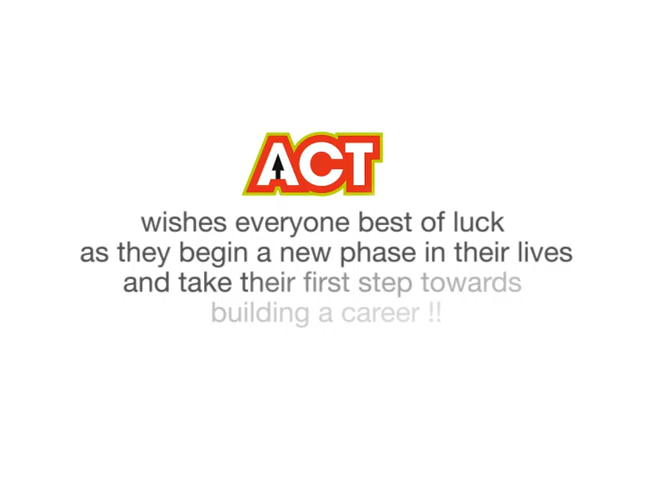 ACT
wishes everyone best of luck
as they begin a new phase in their lives
and take their first step towards
building a career !!